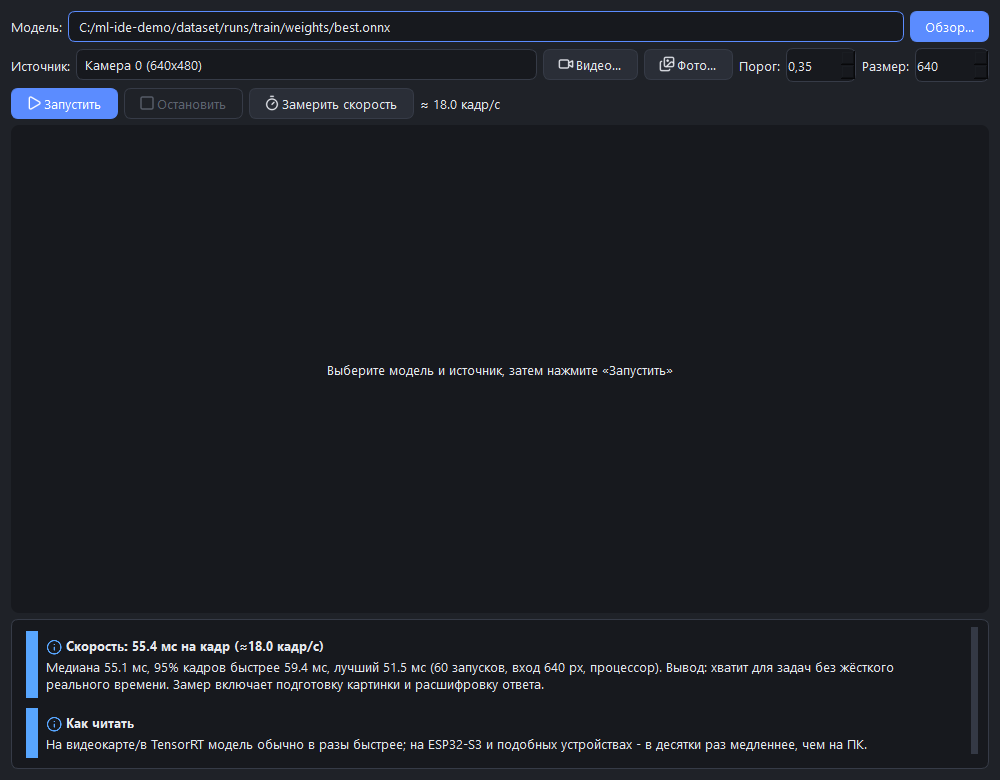 Модель: C:/ml-ide-demo/dataset/runs/train/weights/best.onnx Обзор...
Источник: Камера 0 (640x480) Видео... Фото... Порог: 0,35 Размер: 640
Запустить Остановить Замерить скорость ≈ 18.0 кадр/с
Выберите модель и источник, затем нажмите «Запустить»
Скорость: 55.4 мс на кадр (≈18.0 кадр/с)
Медиана 55.1 мс, 95% кадров быстрее 59.4 мс, лучший 51.5 мс (60 запусков, вход 640 px, процессор). Вывод: хватит для задач без жёсткого
реального времени. Замер включает подготовку картинки и расшифровку ответа.
Как читать
На видеокарте/в TensorRT модель обычно в разы быстрее; на ESP32-S3 и подобных устройствах - в десятки раз медленнее, чем на ПК.